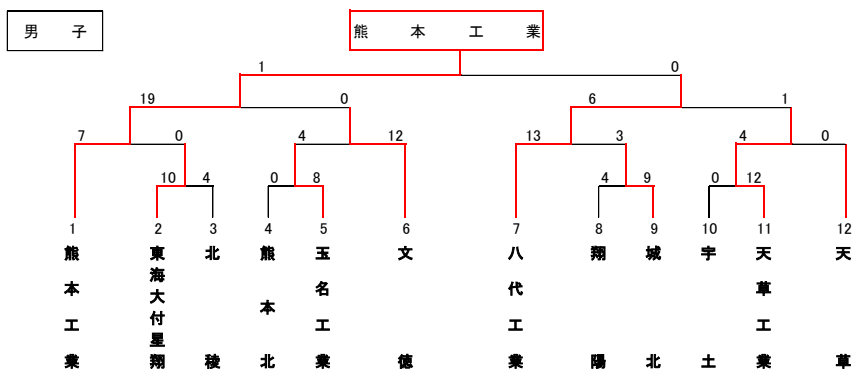 男 子
熊 本 工 業
1 0
19 0 6 1
7 0 4 12 13 3 4 0
10 4 0 8 4 9 0 12
1 2 3 4 5 6 7 8 9 10 11 12
熊本工業
東海大付星翔
北稜
熊本北
玉名工業
文徳
八代工業
翔陽
城北
宇土
天草工業
天草